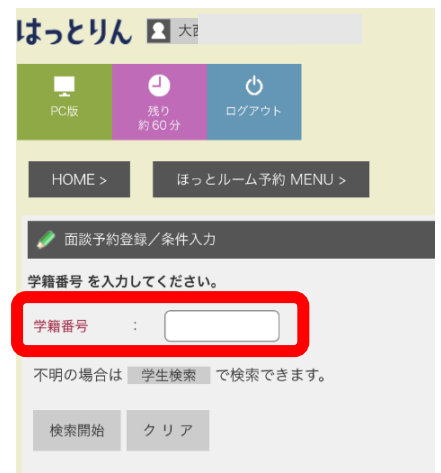 はっとりん 大
PC版 残り ログアウト
約60分
HOME > ほっとルーム予約 MENU >
面談予約登録／条件入力
学籍番号 を入力してください。
学籍番号 :
不明の場合は 学生検索 で検索できます。
検索開始 クリア